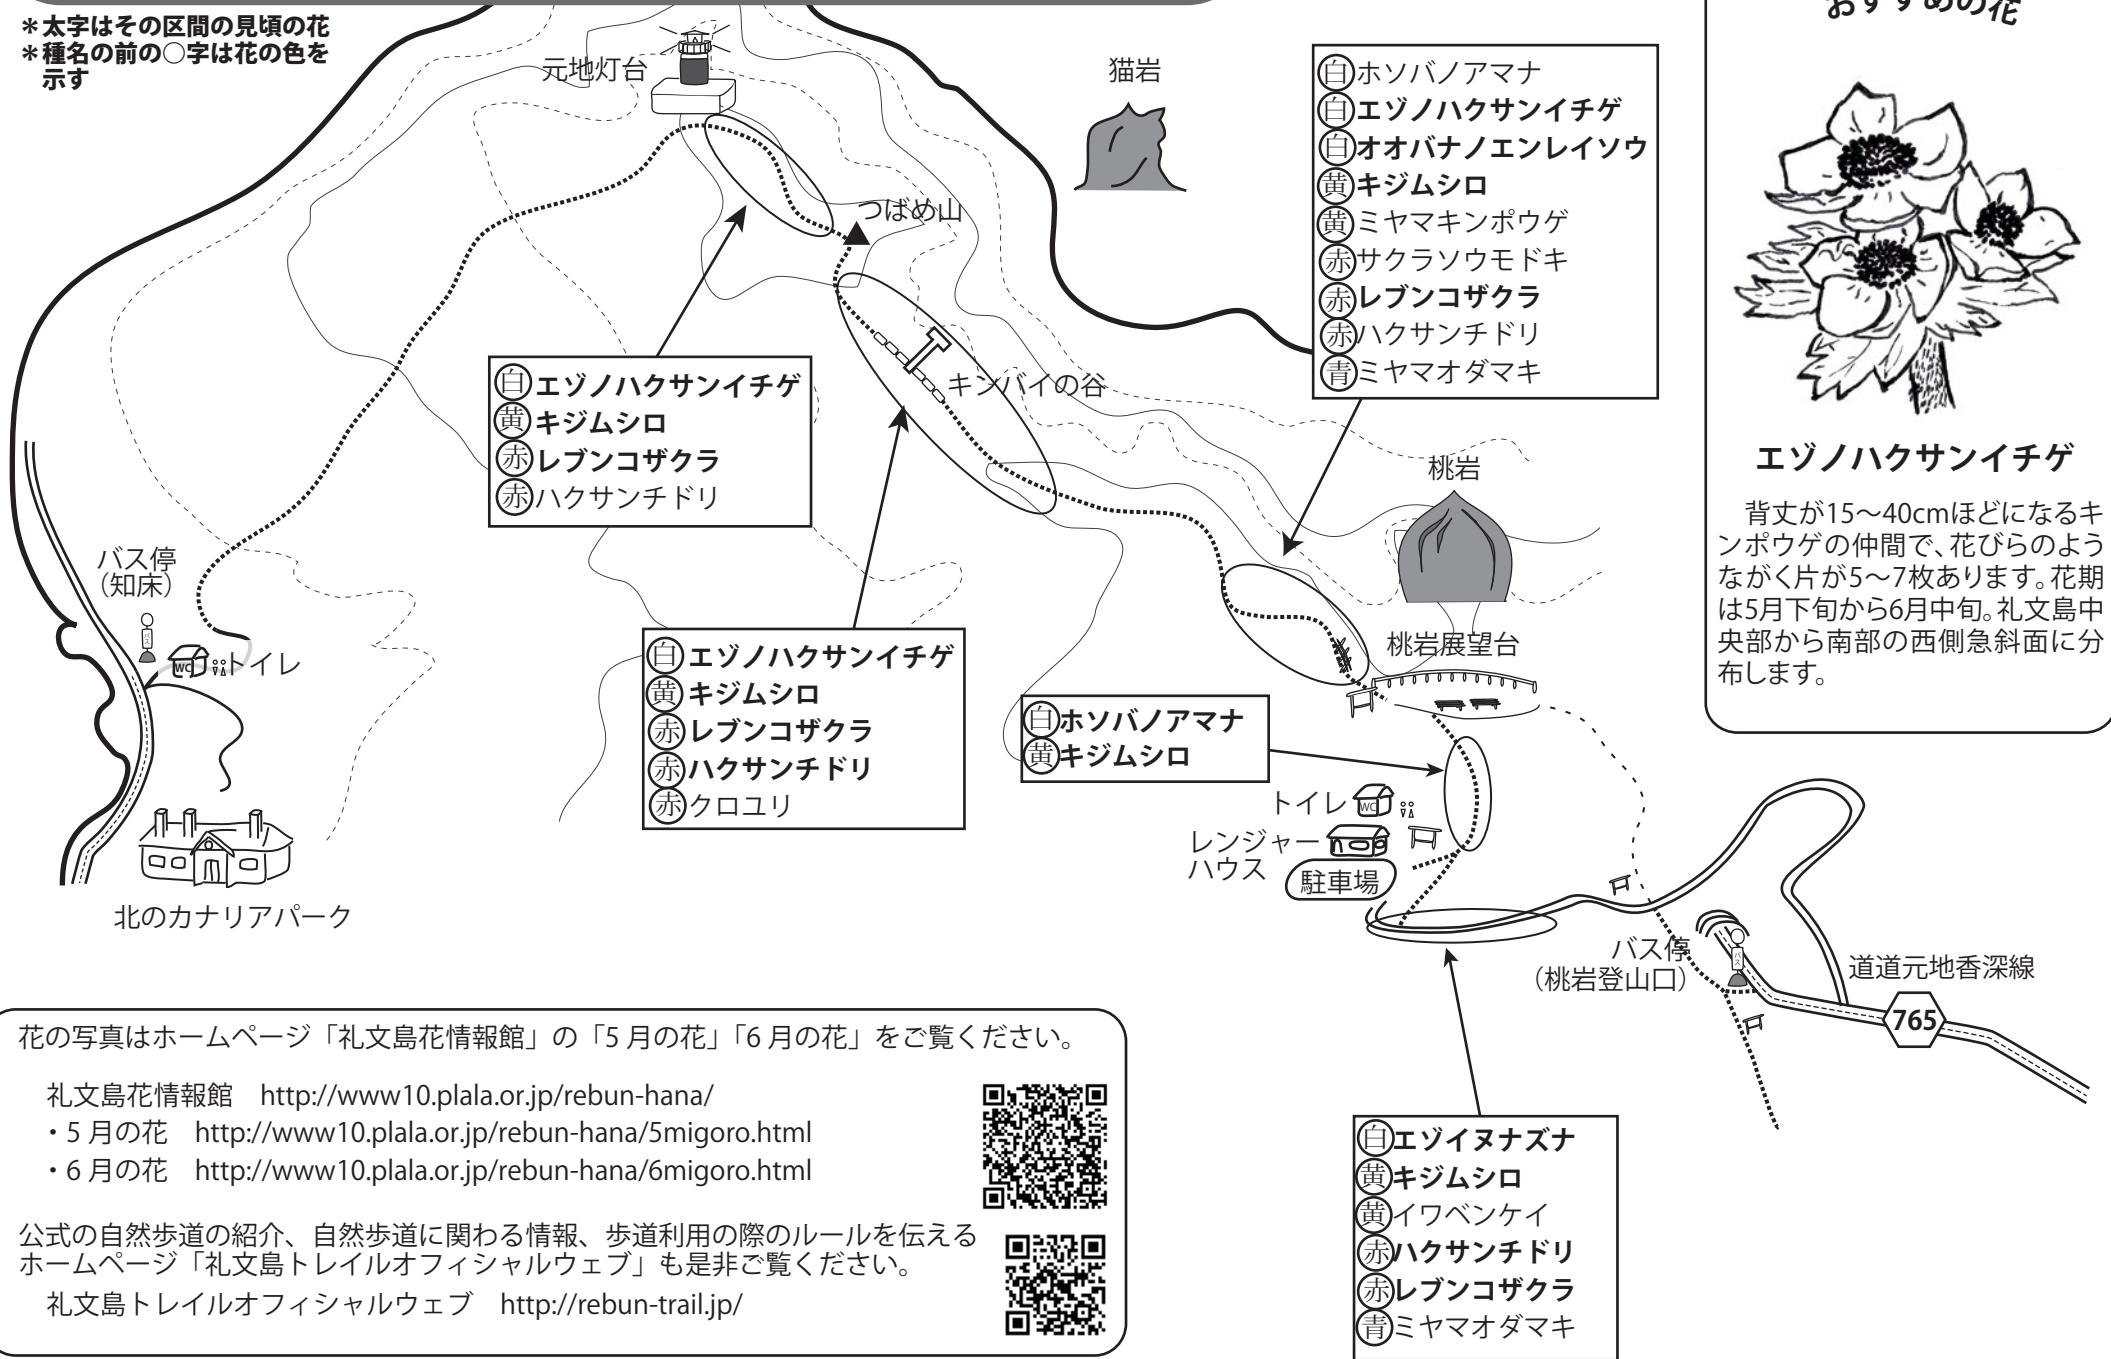 ＊太字はその区間の見頃の花
＊種名の前の○字は花の色を
示す
元地灯台
猫岩
つばめ山
キンバイの谷
桃岩
桃岩展望台
白ホソバノアマナ
白エゾノハクサンイチゲ
白オオバナノエンレイソウ
黄キジムシロ
黄ミヤマキンポウゲ
赤サクラソウモドキ
赤レブンコザクラ
赤ハクサンチドリ
青ミヤマオダマキ
白エゾノハクサンイチゲ
黄キジムシロ
赤レブンコザクラ
赤ハクサンチドリ
白エゾノハクサンイチゲ
黄キジムシロ
赤レブンコザクラ
赤ハクサンチドリ
赤クロユリ
白ホソバノアマナ
黄キジムシロ
バス停
（知床）
バス
WC
トイレ
北のカナリアパーク
トイレ
WC
レンジャー
ハウス
駐車場
バス停
（桃岩登山口）
バス
道道元地香深線
765
白エゾイヌナズナ
黄キジムシロ
黄イワベンケイ
赤ハクサンチドリ
赤レブンコザクラ
青ミヤマオダマキ
おすすめの花
エゾノハクサンイチゲ
背丈が15～40cmほどになるキ
ンポウゲの仲間で、花びらのよう
ながく片が5～7枚あります。花期
は5月下旬から6月中旬。礼文島中
央部から南部の西側急斜面に分
布します。
花の写真はホームページ「礼文島花情報館」の「5 月の花」「6 月の花」をご覧ください。
礼文島花情報館　http://www10.plala.or.jp/rebun-hana/
・5 月の花　http://www10.plala.or.jp/rebun-hana/5migoro.html
・6 月の花　http://www10.plala.or.jp/rebun-hana/6migoro.html
公式の自然歩道の紹介、自然歩道に関わる情報、歩道利用の際のルールを伝える
ホームページ「礼文島トレイルオフィシャルウェブ」も是非ご覧ください。
礼文島トレイルオフィシャルウェブ　http://rebun-trail.jp/